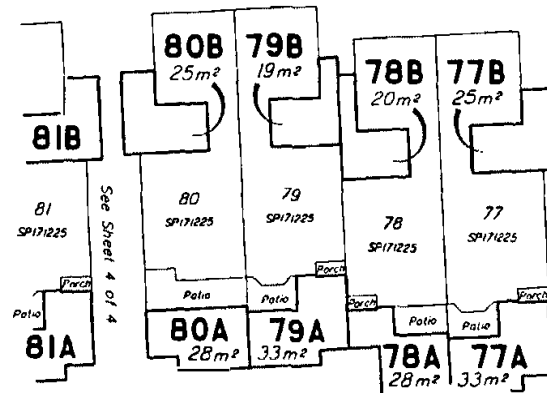 80B
25m²
79B
19m²
78B
20m²
77B
25m²
81B
81
SP171225
See Sheet 4 of 4
80
SP171225
79
SP171225
78
SP171225
77
SP171225
Porch
Patio
81A
Patio
80A
28m²
Patio
Porch
79A
33m²
Porch
Patio
78A
28m²
Patio
Porch
77A
33m²